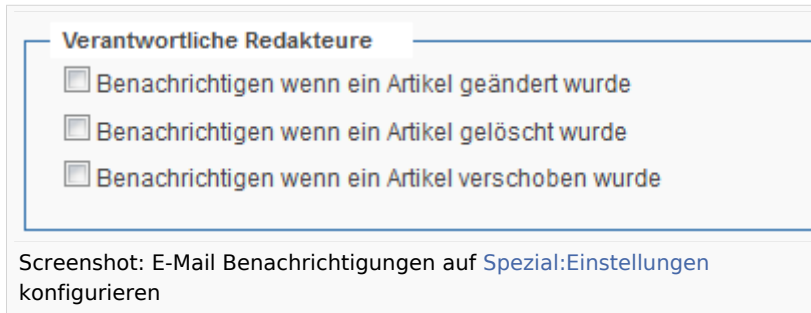 Verantwortliche Redakteure
Benachrichtigen wenn ein Artikel geändert wurde
Benachrichtigen wenn ein Artikel gelöscht wurde
Benachrichtigen wenn ein Artikel verschoben wurde
Screenshot: E-Mail Benachrichtigungen auf Spezial:Einstellungen
konfigurieren